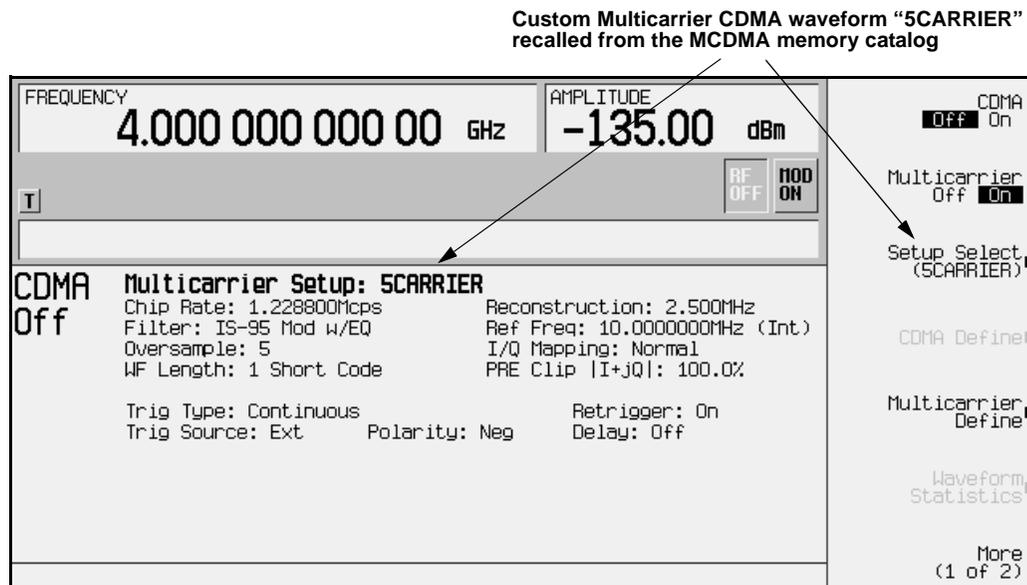 Custom Multicarrier CDMA waveform “5CARRIER”
recalled from the MCDMA memory catalog
FREQUENCY
4.000 000 000 00 GHz
AMPLITUDE
-135.00 dBm
T
RF OFF
MOD ON
CDMA Off
Multicarrier Setup: 5CARRIER
Chip Rate: 1.228800Mcps Reconstruction: 2.500MHz
Filter: IS-95 Mod w/EQ Ref Freq: 10.0000000MHz (Int)
Oversample: 5 I/Q Mapping: Normal
WF Length: 1 Short Code PRE Clip |I+jQ|: 100.0%
Trig Type: Continuous Retrigger: On
Trig Source: Ext Polarity: Neg Delay: Off
CDMA
Off On
Multicarrier
Off On
Setup Select
(5CARRIER)
CDMA Define
Multicarrier
Define
Waveform
Statistics
More
(1 of 2)